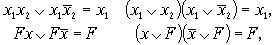 x₁x₂ ∨ x₁x̅₂ = x₁ (x₁ ∨ x₂)(x₁ ∨ x̅₂) = x₁,
Fx ∨ Fx̅ = F (x ∨ F)(x̅ ∨ F) = F,